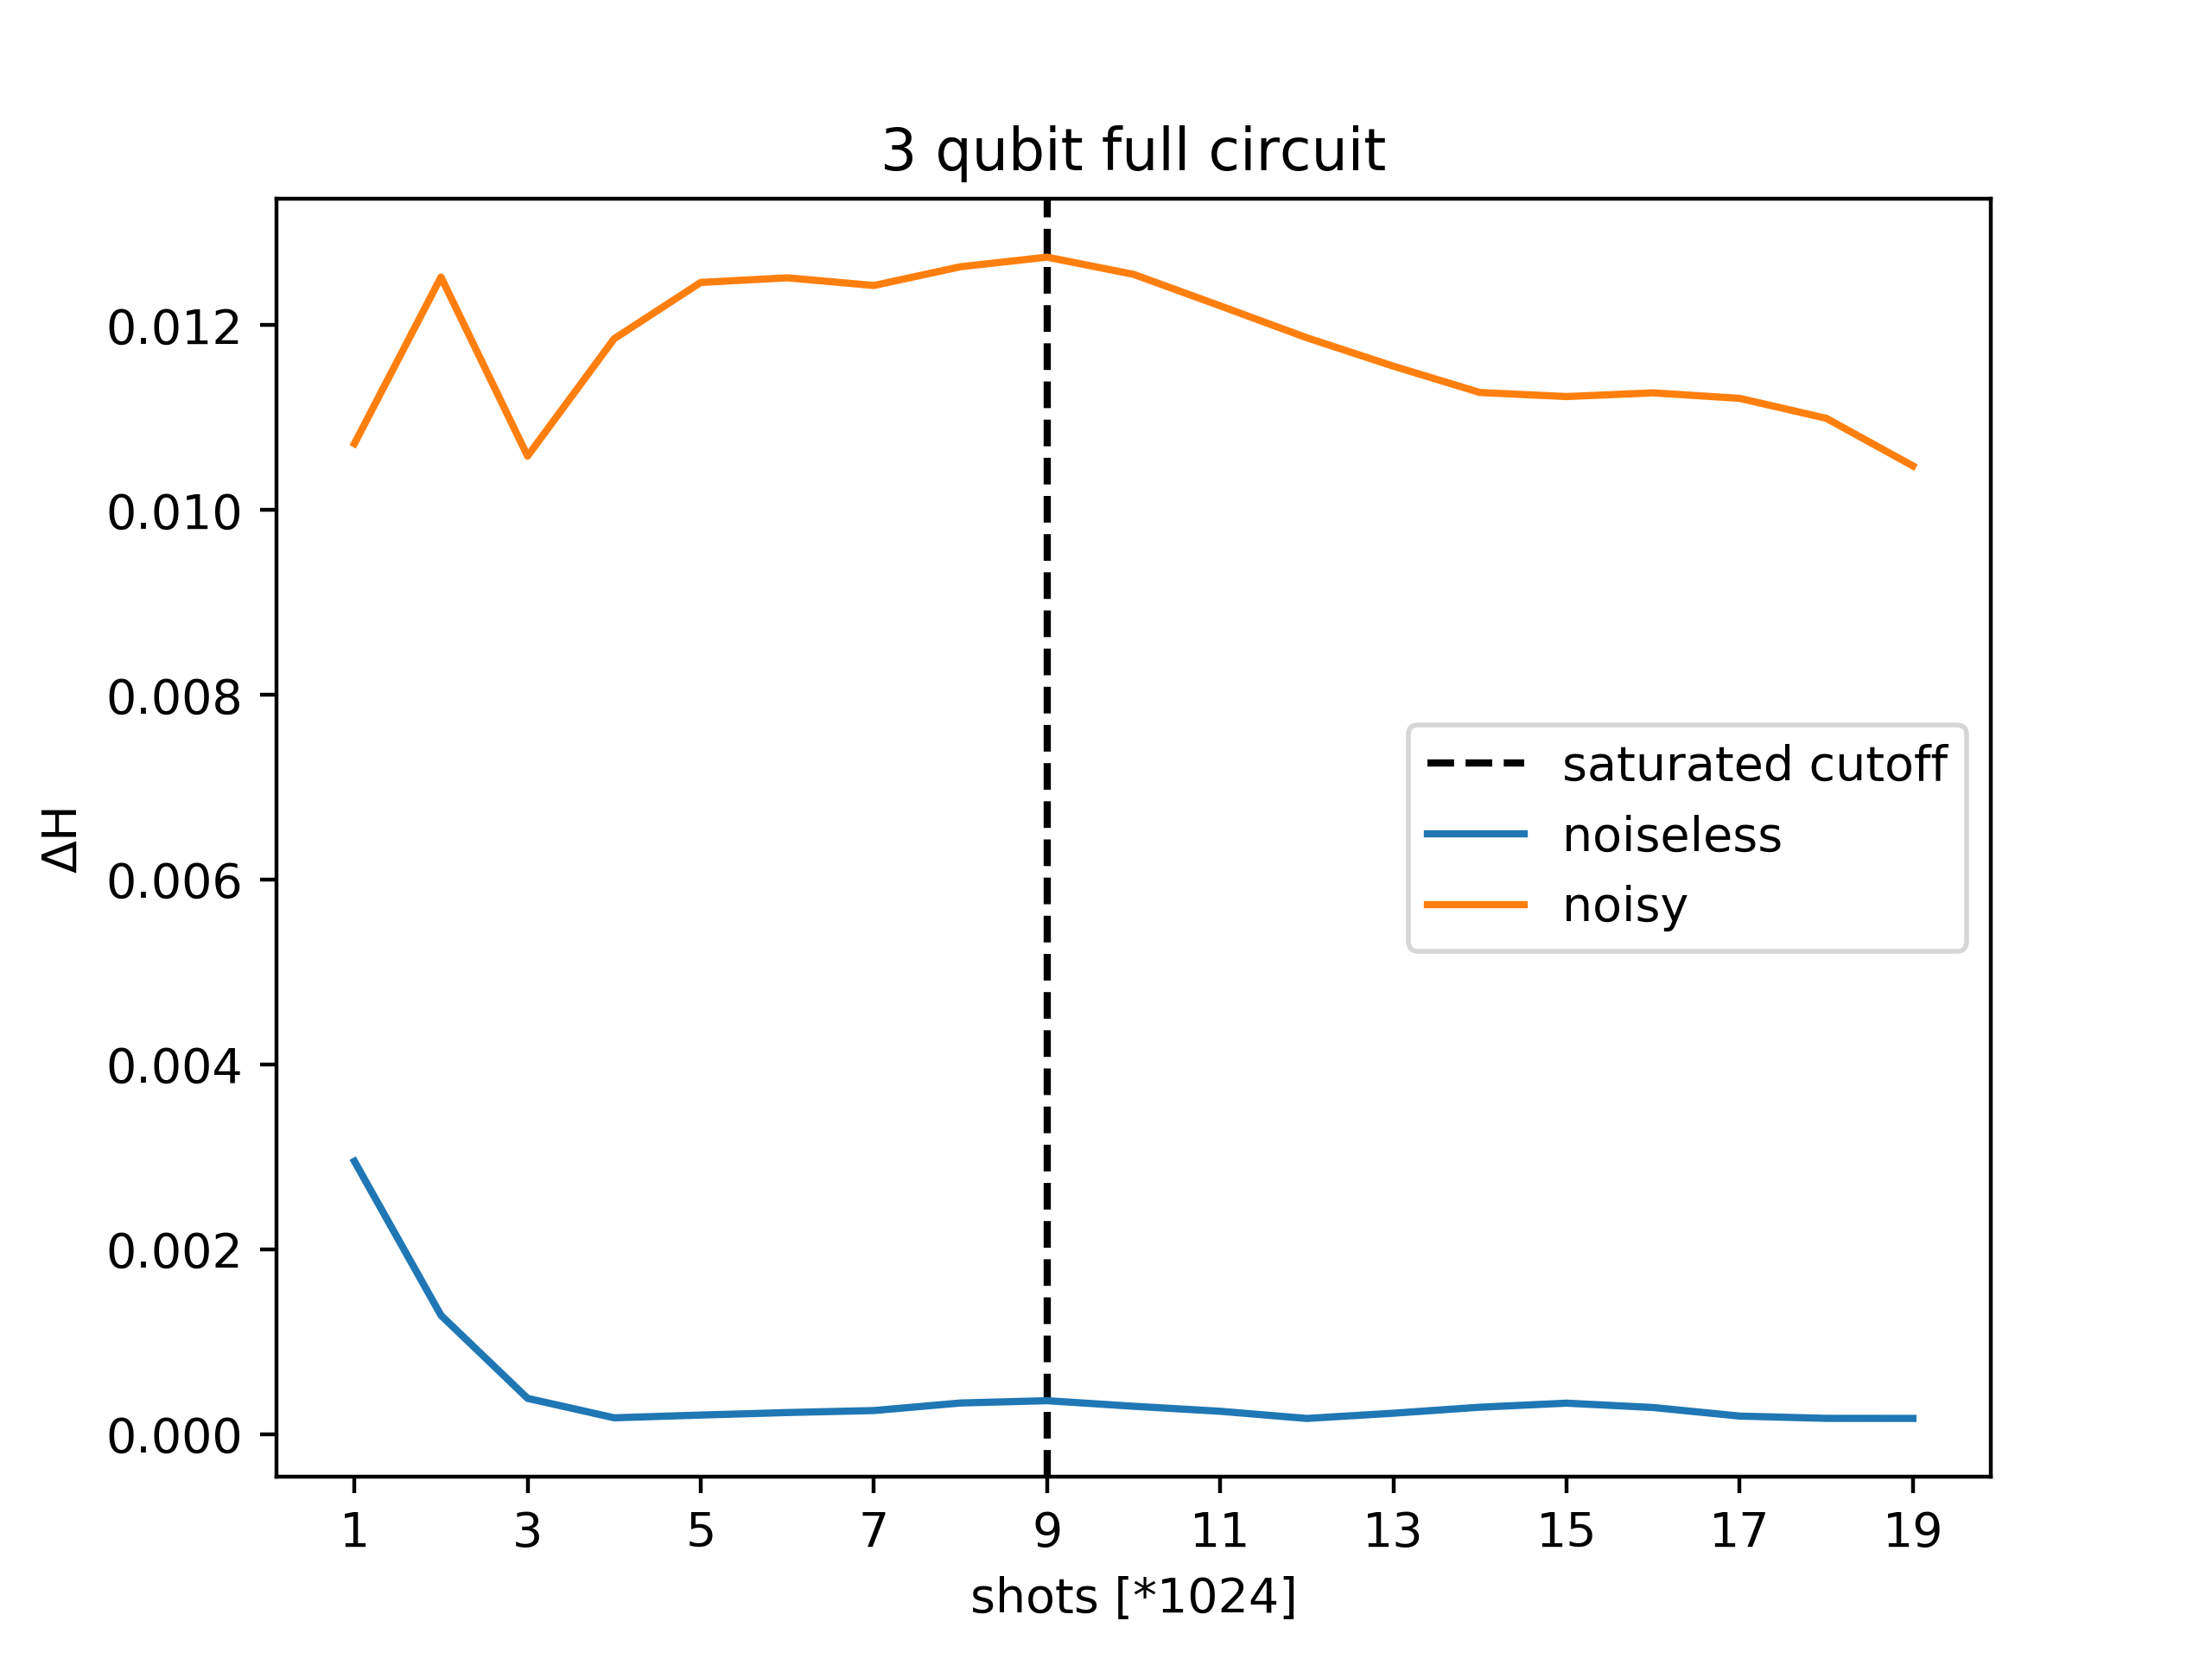 3 qubit full circuit
0.012
0.010
0.008
0.006
0.004
0.002
0.000
ΔH
saturated cutoff
noiseless
noisy
1 3 5 7 9 11 13 15 17 19
shots [*1024]